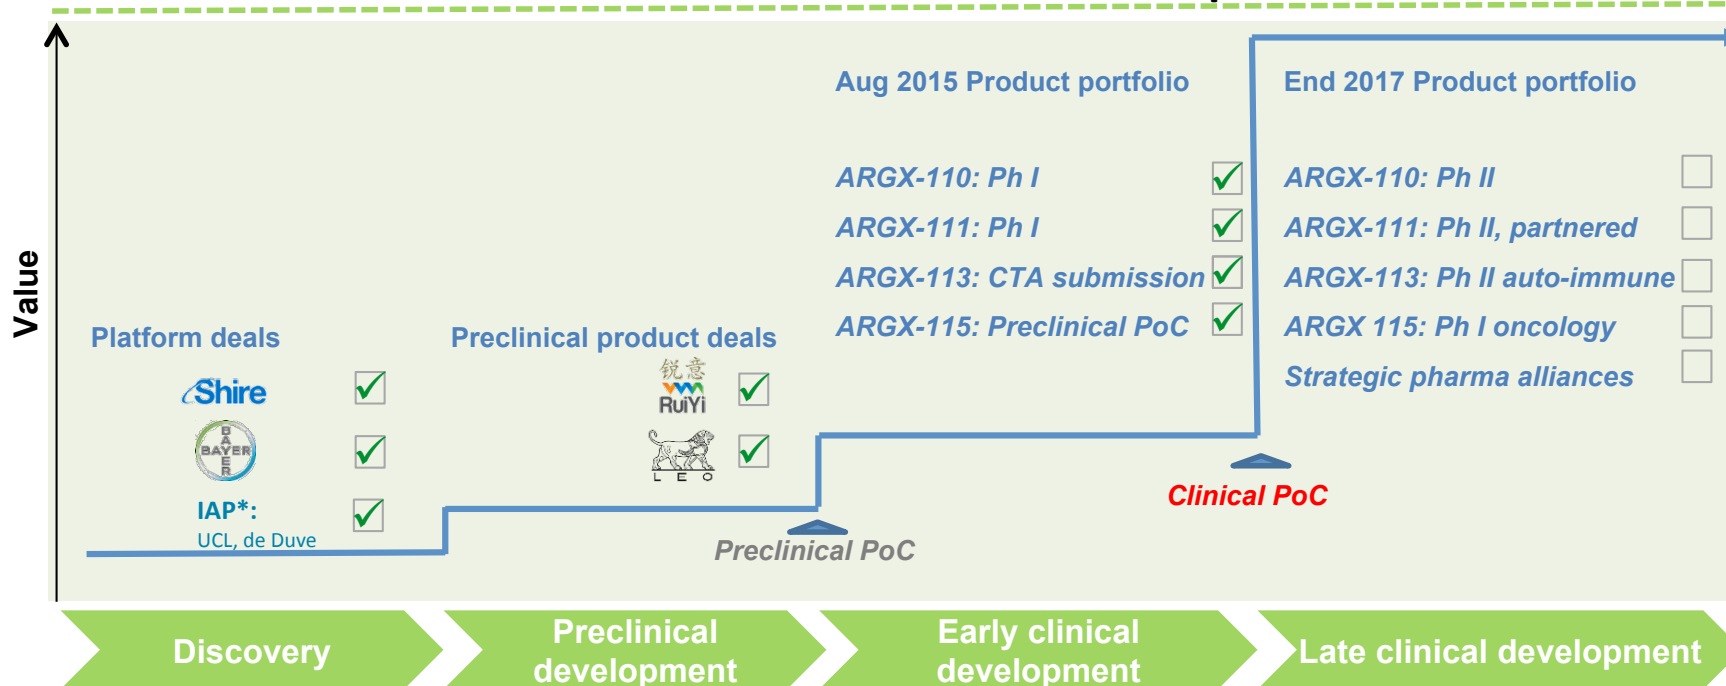 Value
Platform deals
Shire
BAYER
BAYER
IAP*:
UCL, de Duve
Preclinical product deals
锐意
RuiYi
LEO
Preclinical PoC
Aug 2015 Product portfolio
ARGX-110: Ph I
ARGX-111: Ph I
ARGX-113: CTA submission
ARGX-115: Preclinical PoC
Clinical PoC
End 2017 Product portfolio
ARGX-110: Ph II
ARGX-111: Ph II, partnered
ARGX-113: Ph II auto-immune
ARGX 115: Ph I oncology
Strategic pharma alliances
Discovery
Preclinical
development
Early clinical
development
Late clinical development